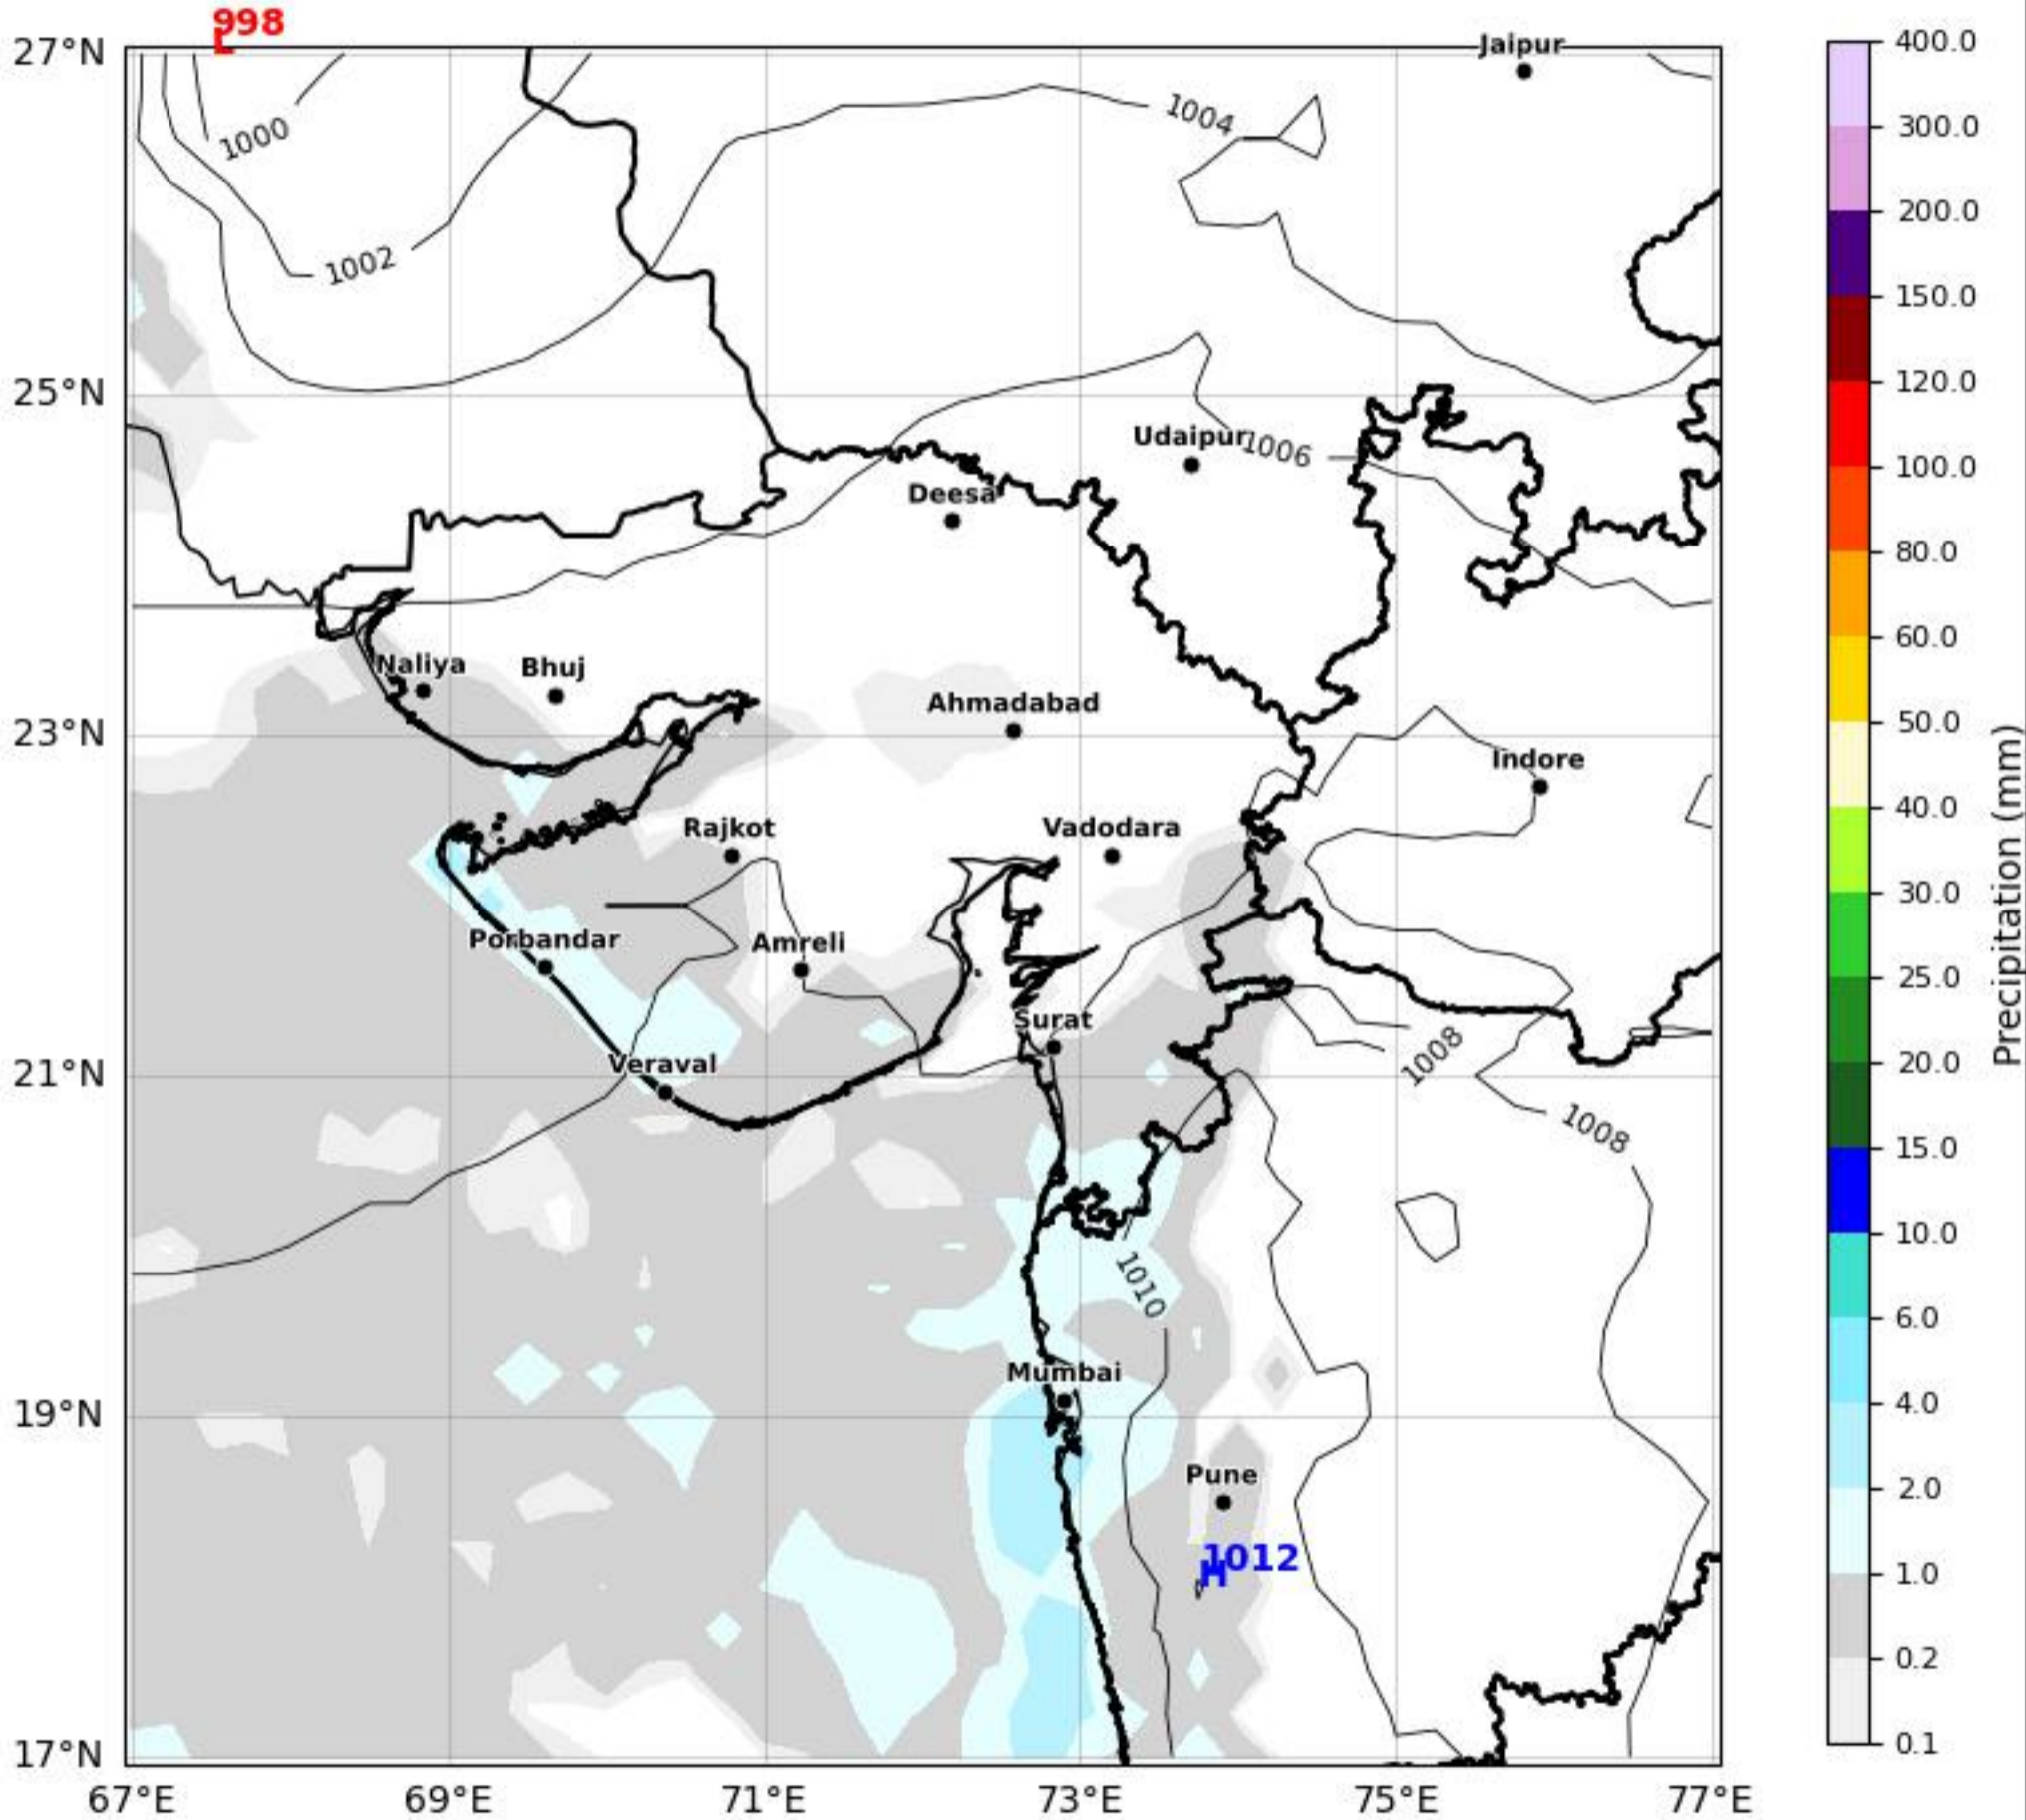 998
L
27°N
Jaipur
400.0
1004
1000
300.0
1002
200.0
150.0
25°N
120.0
Udaipur
1006
Deesa
100.0
80.0
60.0
Naliya
Bhuj
Ahmadabad
23°N
50.0
Indore
Rajkot
Vadodara
40.0
30.0
Porbandar
Amreli
25.0
Surat
1008
Veraval
21°N
20.0
1008
15.0
1010
10.0
6.0
Mumbai
19°N
4.0
Pune
2.0
1012
H
1.0
0.2
17°N
0.1
67°E
69°E
71°E
73°E
75°E
77°E
Precipitation (mm)